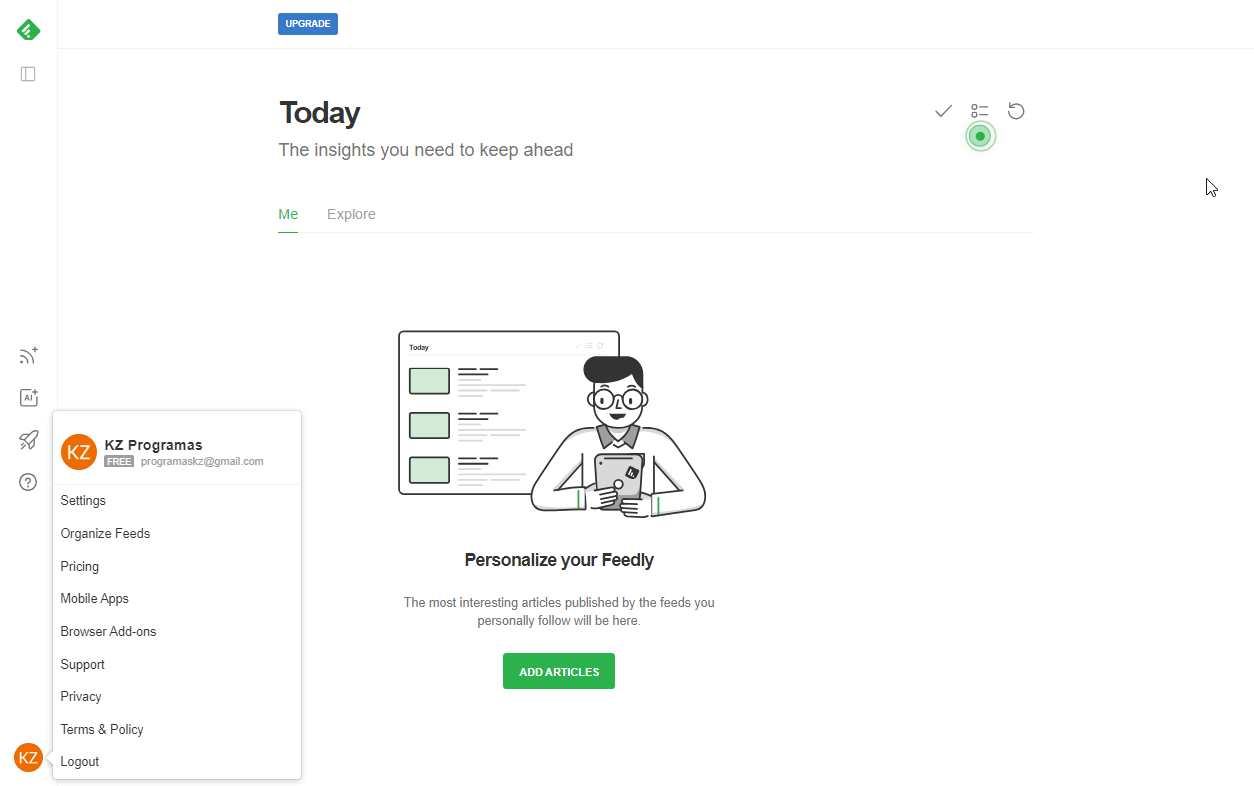 UPGRADE
Today
The insights you need to keep ahead
Me
Explore
Today
AI
KZ
KZ Programas
FREE programaskz@gmail.com
Settings
Organize Feeds
Pricing
Mobile Apps
Browser Add-ons
Support
Privacy
Terms & Policy
Logout
KZ
Personalize your Feedly
The most interesting articles published by the feeds you
personally follow will be here.
ADD ARTICLES